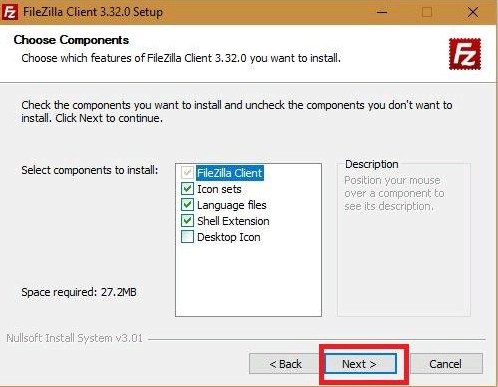 FileZilla Client 3.32.0 Setup
Choose Components
Choose which features of FileZilla Client 3.32.0 you want to install.
Fz
Check the components you want to install and uncheck the components you don't want to
install. Click Next to continue.
Select components to install:
FileZilla Client
Icon sets
Language files
Shell Extension
Desktop Icon
Description
Position your mouse
over a component to
see its description.
Space required: 27.2MB
Nullsoft Install System v3.01
< Back
Next >
Cancel